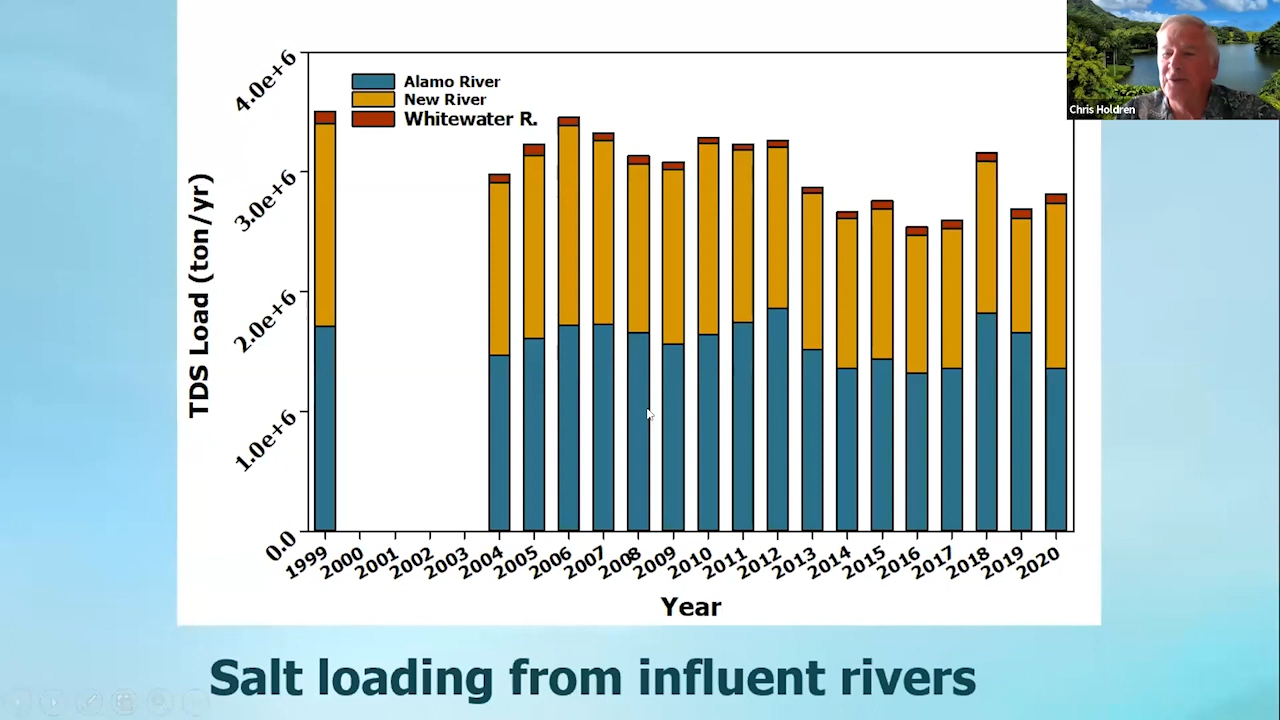 Chris Holdren
4.0e+6
3.0e+6
2.0e+6
1.0e+6
0.0
TDS Load (ton/yr)
Alamo River
New River
Whitewater R.
1999
2000
2001
2002
2003
2004
2005
2006
2007
2008
2009
2010
2011
2012
2013
2014
2015
2016
2017
2018
2019
2020
Year
Salt loading from influent rivers